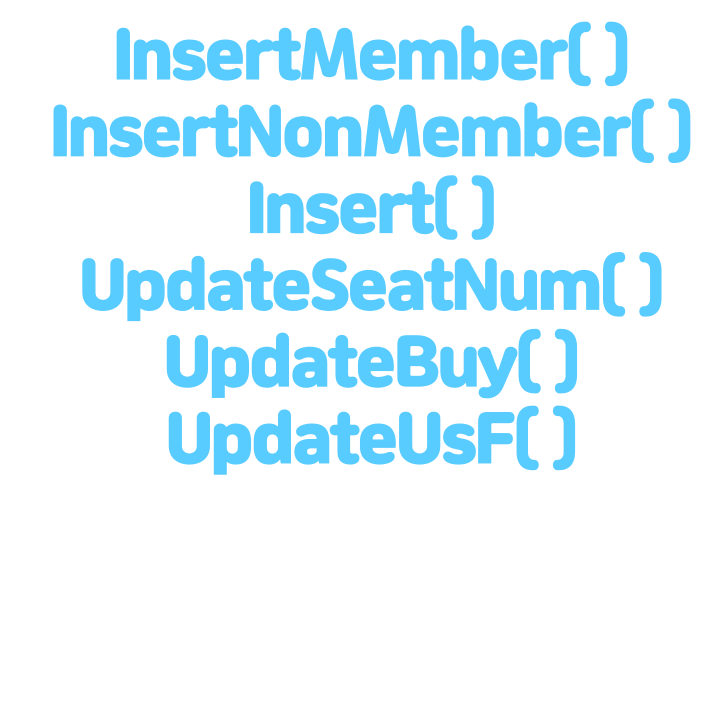 InsertMember( )
InsertNonMember( )
Insert( )
UpdateSeatNum( )
UpdateBuy( )
UpdateUsF( )